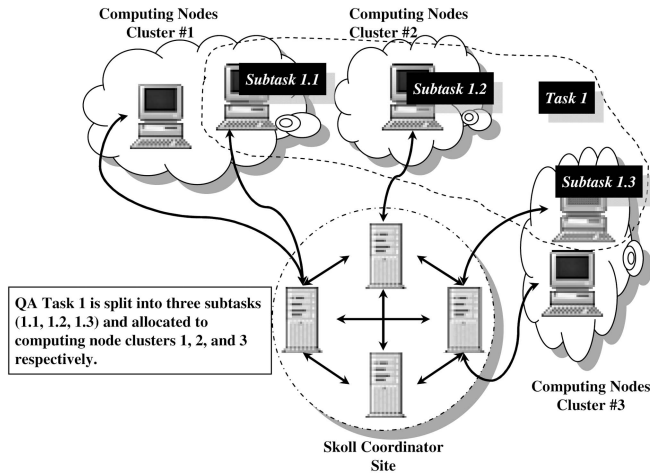 Computing Nodes
Cluster #1
Computing Nodes
Cluster #2
Subtask 1.1
Subtask 1.2
Task 1
Subtask 1.3
QA Task 1 is split into three subtasks
(1.1, 1.2, 1.3) and allocated to
computing node clusters 1, 2, and 3
respectively.
Computing Nodes
Cluster #3
Skoll Coordinator
Site